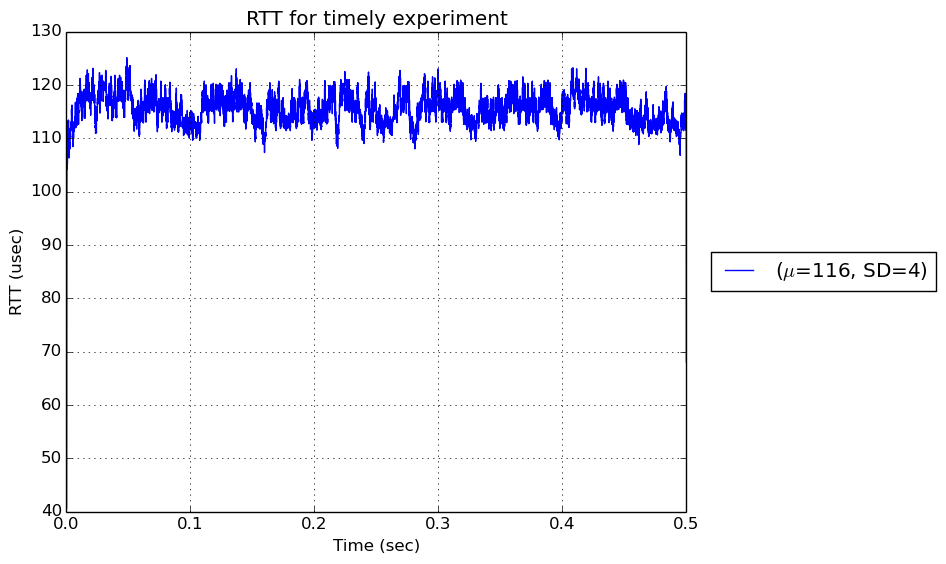 RTT for timely experiment
130
120
110
100
90
80
70
60
50
40
RTT (usec)
0.0 0.1 0.2 0.3 0.4 0.5
Time (sec)
(μ=116, SD=4)